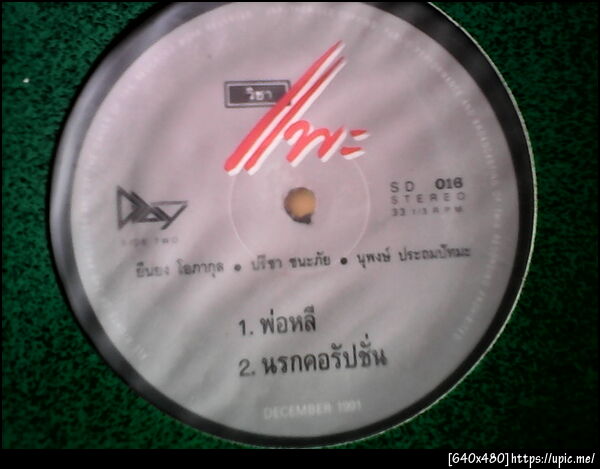 วิชา
แพะ
SD 016
STEREO
33 1/3 R.P.M.
DAY
SIDE TWO
ยืนยง โอภากุล • ปรีชา ชนะภัย • นุพงษ์ ประถมปัทมะ
1. พ่อหลี
2. นรกคอรัปชั่น
DECEMBER 1991
[640x480]https://upic.me/